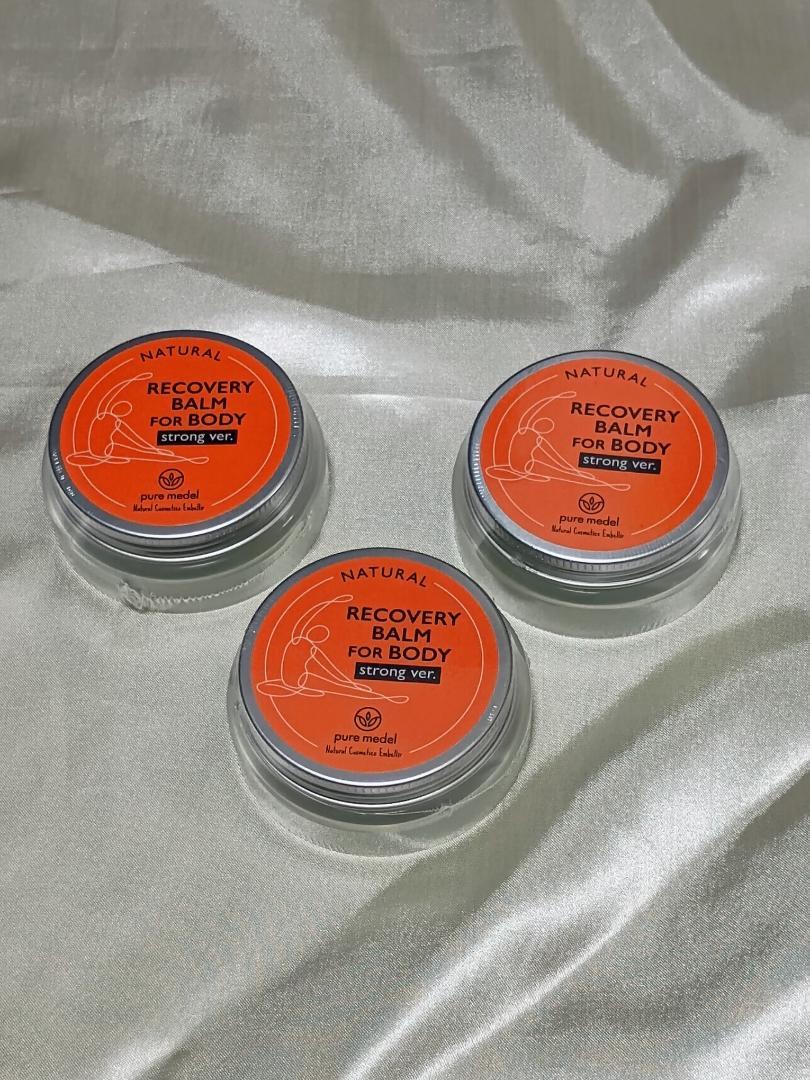 NATURAL
RECOVERY
BALM
FOR BODY
strong ver.
pure medel
Natural Cosmetics Embellir
NATURAL
RECOVERY
BALM
FOR BODY
strong ver.
pure medel
Natural Cosmetics Embellir
NATURAL
RECOVERY
BALM
FOR BODY
strong ver.
pure medel
Natural Cosmetics Embellir